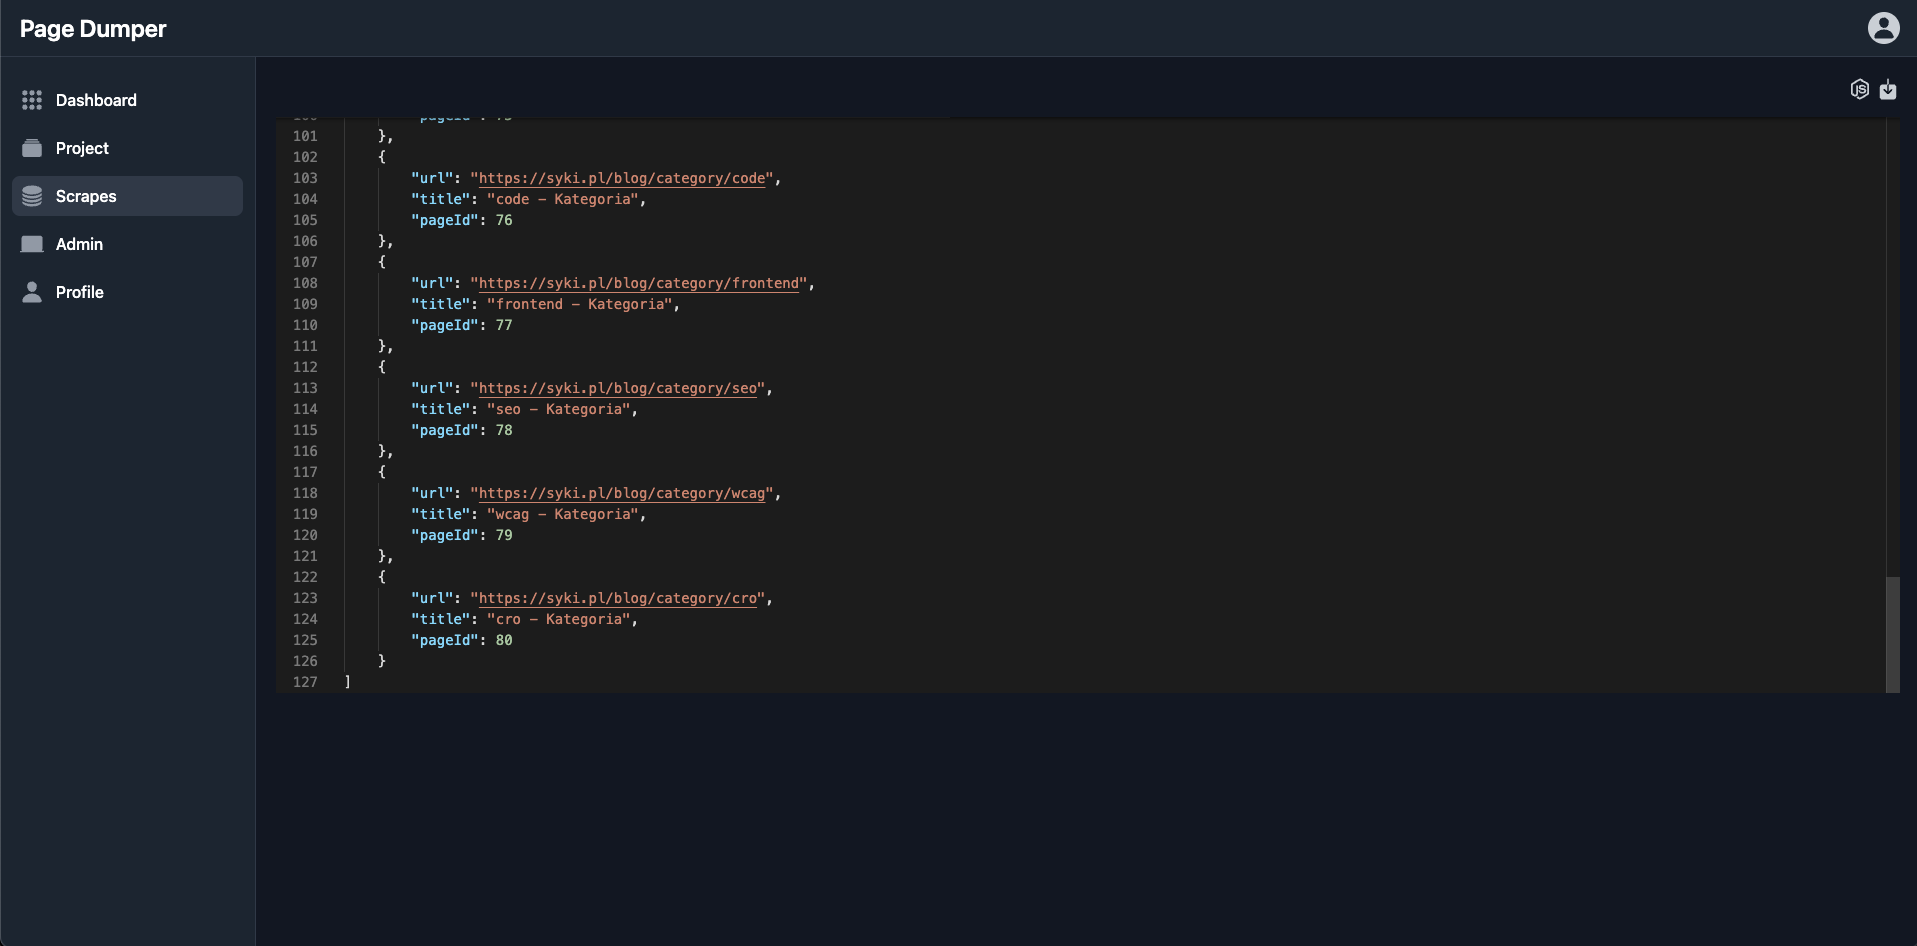 Page Dumper
Dashboard
Project
Scrapes
Admin
Profile
JS
101 },
102 {
103 "url": "https://syki.pl/blog/category/code",
104 "title": "code – Kategoria",
105 "pageId": 76
106 },
107 {
108 "url": "https://syki.pl/blog/category/frontend",
109 "title": "frontend – Kategoria",
110 "pageId": 77
111 },
112 {
113 "url": "https://syki.pl/blog/category/seo",
114 "title": "seo – Kategoria",
115 "pageId": 78
116 },
117 {
118 "url": "https://syki.pl/blog/category/wcag",
119 "title": "wcag – Kategoria",
120 "pageId": 79
121 },
122 {
123 "url": "https://syki.pl/blog/category/cro",
124 "title": "cro – Kategoria",
125 "pageId": 80
126 }
127 ]